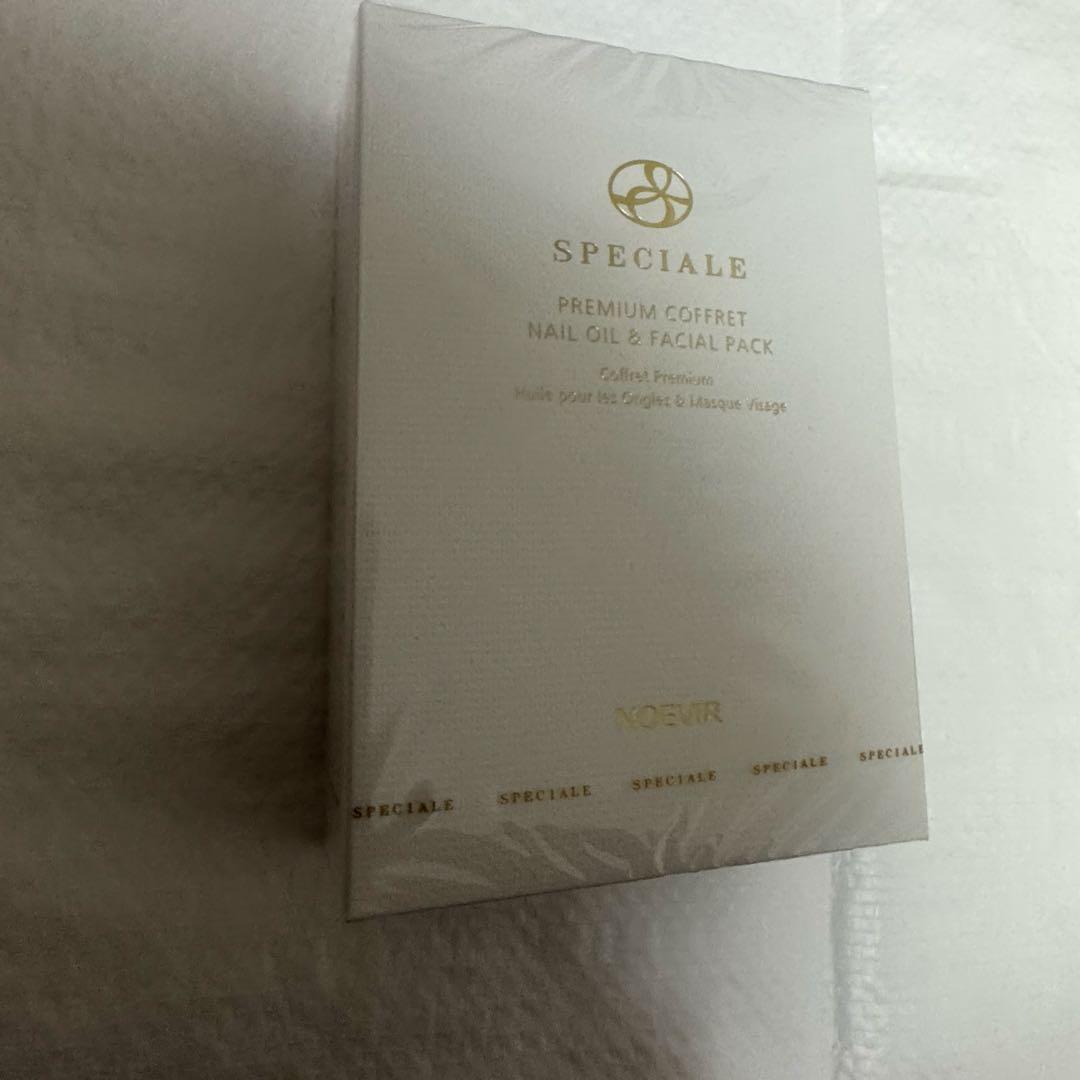 SPECIALE
PREMIUM COFFRET
NAIL OIL & FACIAL PACK
Coffret Premium
Huile pour les Ongles & Masque Visage
NOEVIR
SPECIALE SPECIALE SPECIALE SPECIALE SPECIALE